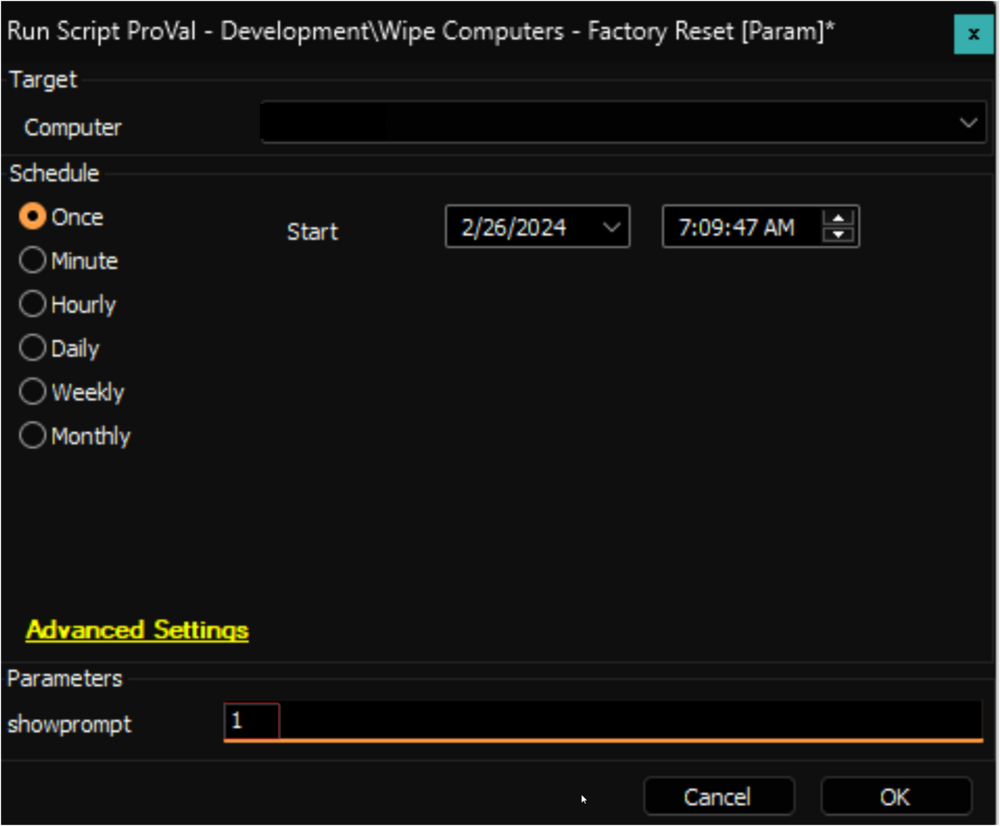 Run Script ProVal - Development\Wipe Computers - Factory Reset [Param]*
x
Target
Computer
Schedule
Once
Start
2/26/2024
7:09:47 AM
Minute
Hourly
Daily
Weekly
Monthly
Advanced Settings
Parameters
showprompt
1
Cancel
OK